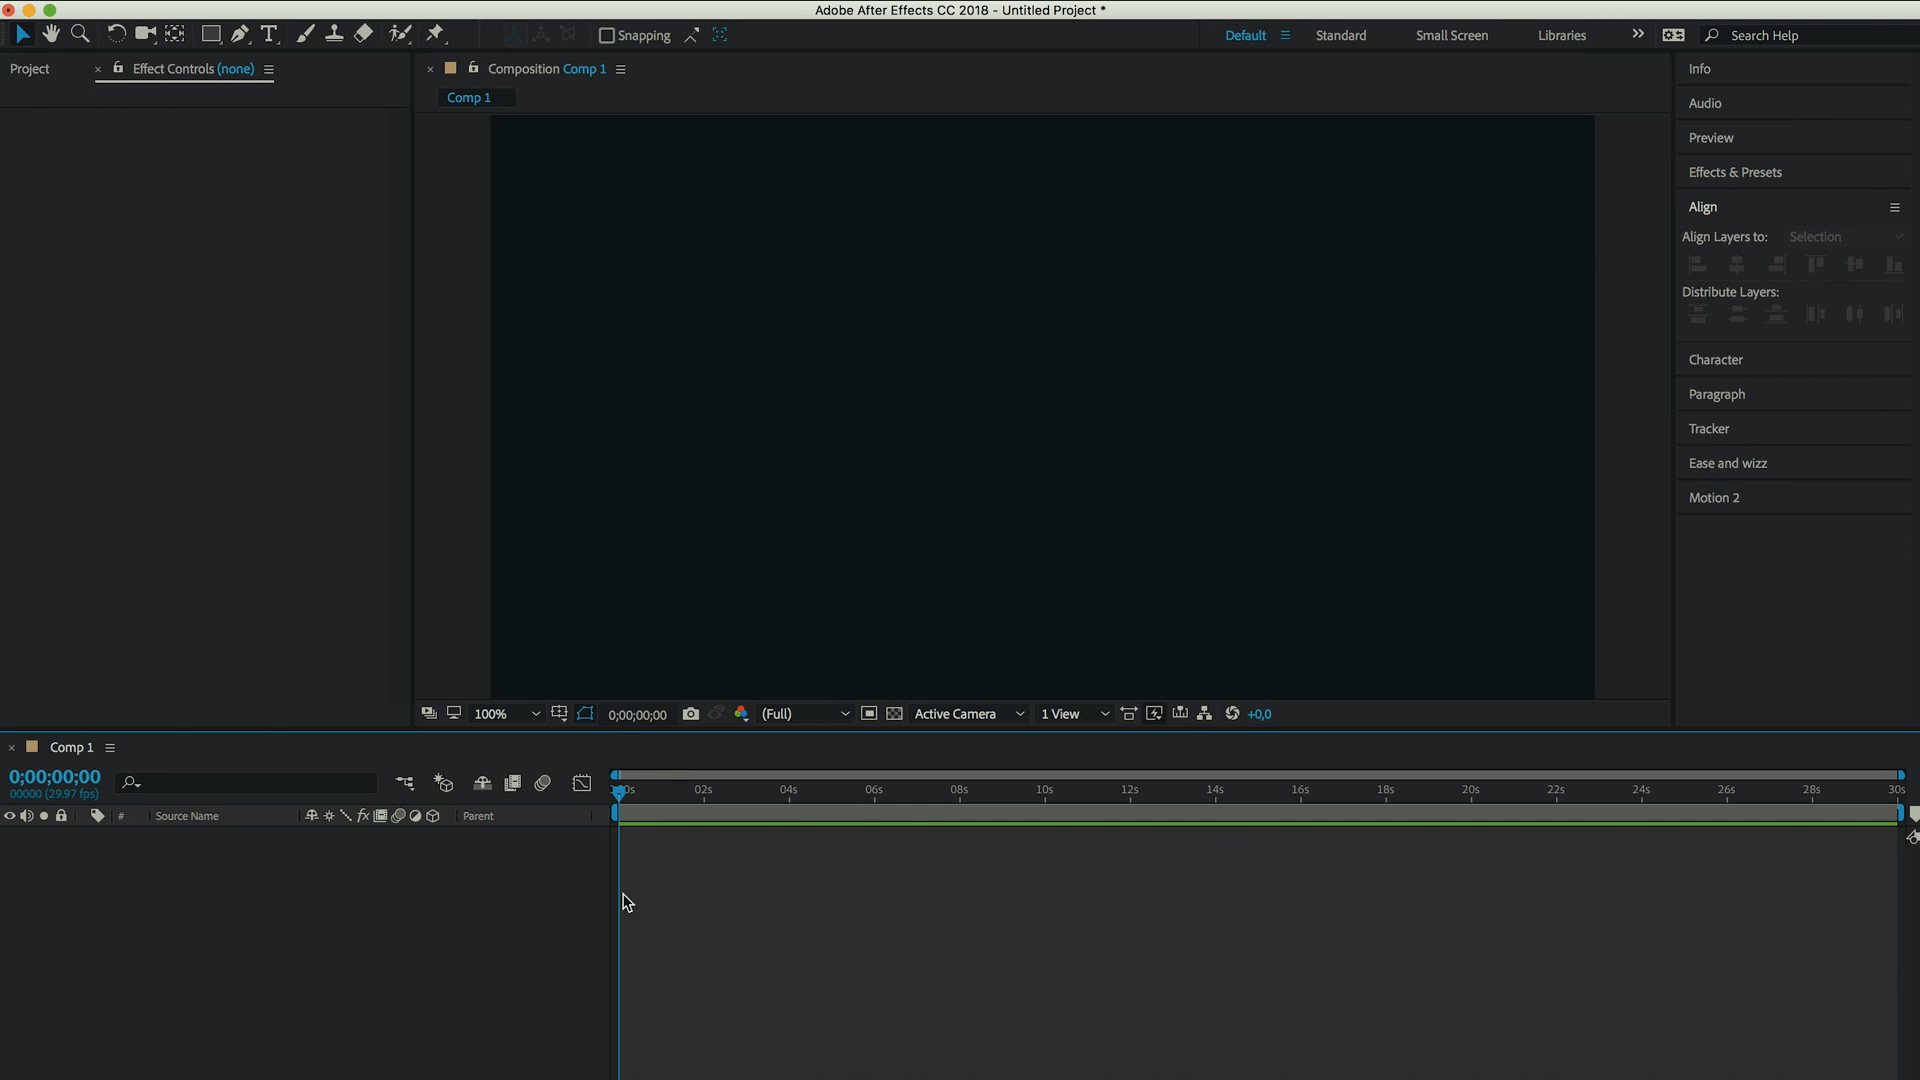 Adobe After Effects CC 2018 - Untitled Project *
Snapping
Default
Standard
Small Screen
Libraries
Search Help
Project
Effect Controls (none)
Composition Comp 1
Comp 1
Info
Audio
Preview
Effects & Presets
Align
Align Layers to:
Selection
Distribute Layers:
Character
Paragraph
Tracker
Ease and wizz
Motion 2
100%
0;00;00;00
(Full)
Active Camera
1 View
+0,0
Comp 1
0;00;00;00
00000 (29.97 fps)
02s 04s 06s 08s 10s 12s 14s 16s 18s 20s 22s 24s 26s 28s 30s
# Source Name
fx
Parent